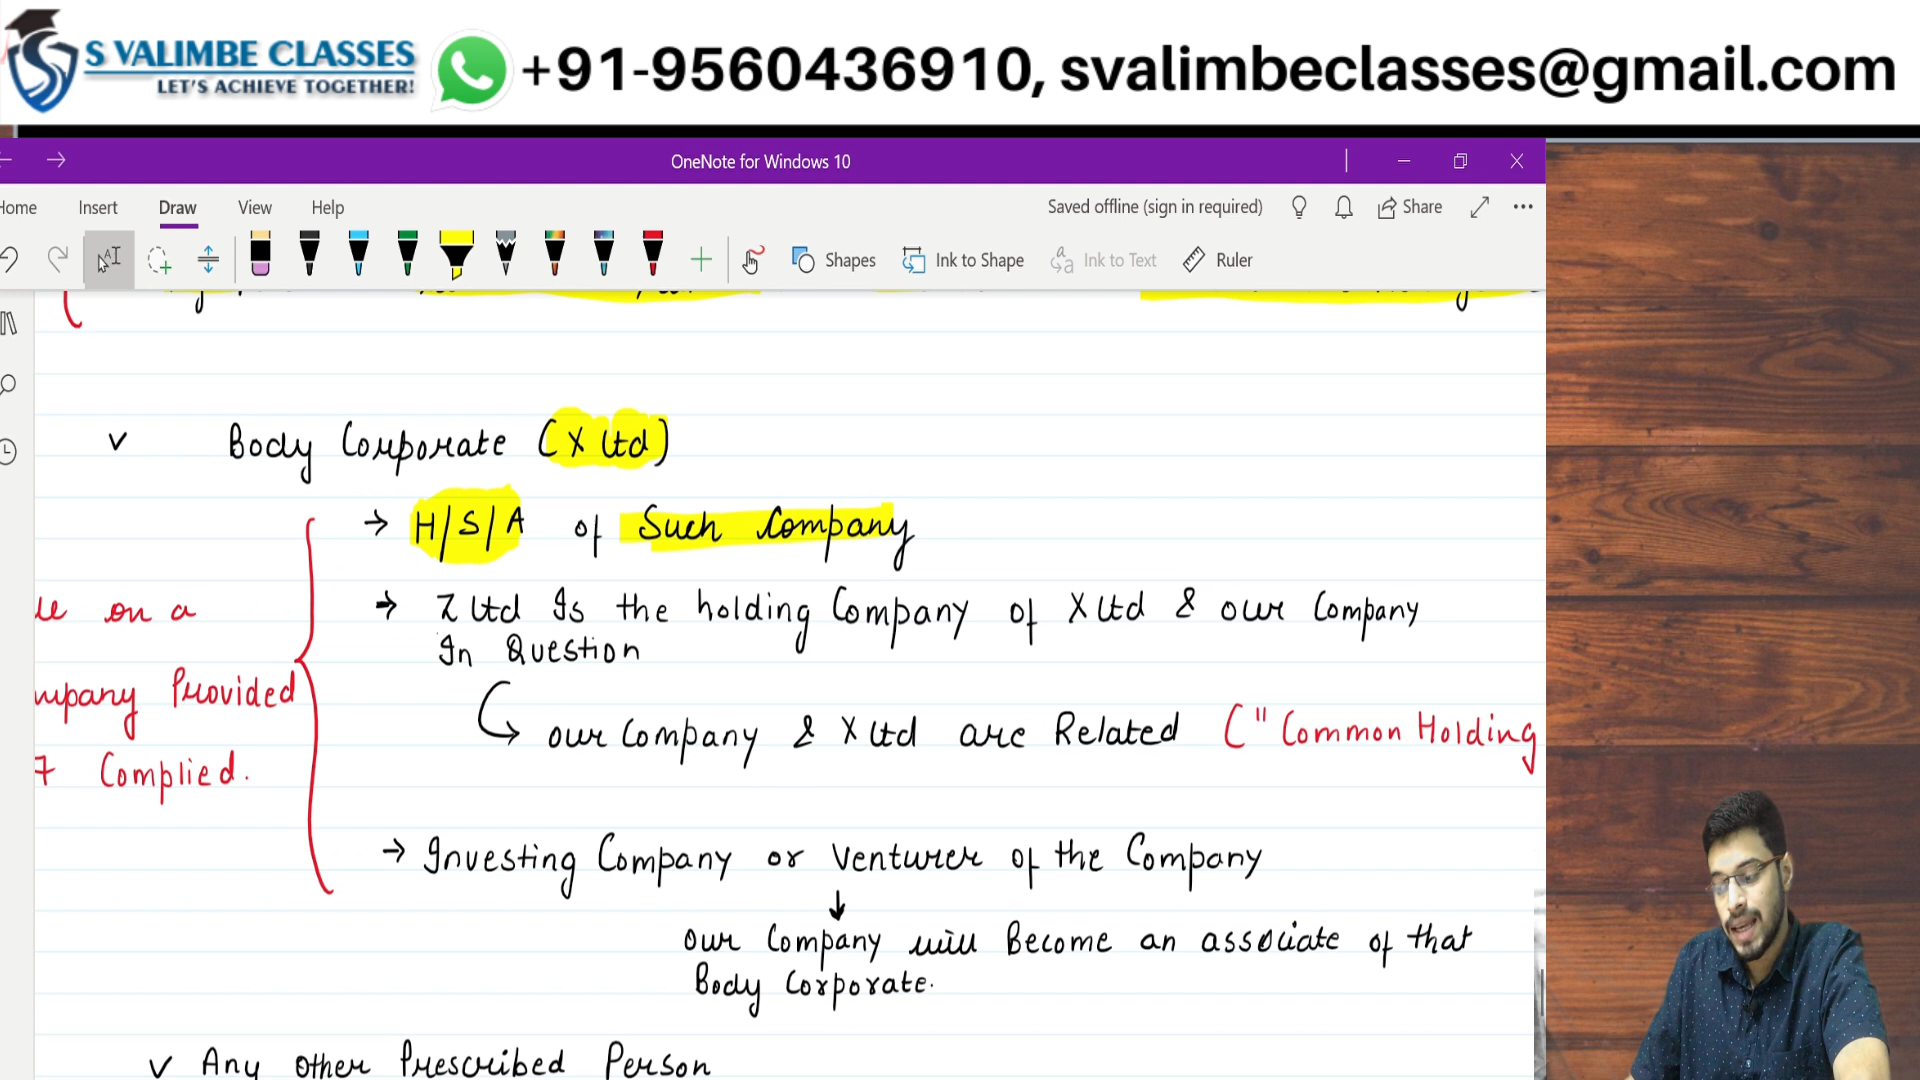 S VALIMBE CLASSES
LET'S ACHIEVE TOGETHER!
+91-9560436910, svalimbeclasses@gmail.com
OneNote for Windows 10
Home Insert Draw View Help
Saved offline (sign in required) Share
Shapes Ink to Shape Ink to Text Ruler
v Body Corporate (X Ltd)
→ H/S/A of Such Company
→ Z Ltd Is the holding Company of X Ltd & our Company
In Question
on a
Provided
Complied.
our Company & X Ltd are Related (" Common Holding
→ Investing Company or Venturer of the Company
↓
our Company will Become an associate of that
Body Corporate.
v Any other Prescribed Person